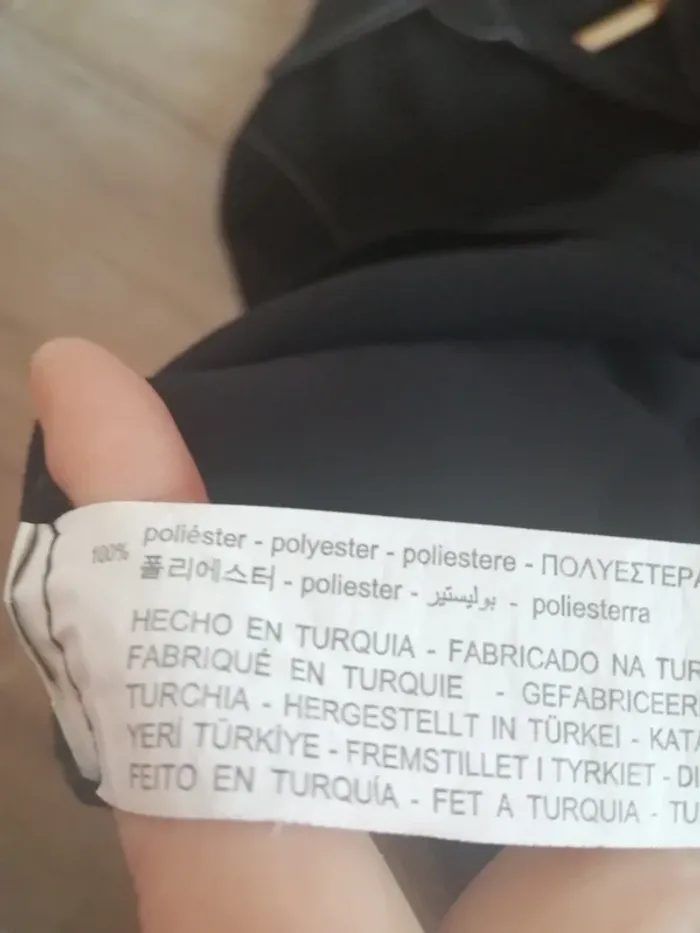 100% poliéster - polyester - poliestere - ΠΟΛΥΕΣΤΕΡΑ
폴리에스터 - poliester - بوليستير - poliesterra
HECHO EN TURQUIA - FABRICADO NA TUR
FABRIQUÉ EN TURQUIE - GEFABRICEER
TURCHIA - HERGESTELLT IN TÜRKEI - KATA
YERİ TÜRKİYE - FREMSTILLET I TYRKIET - DI
FEITO EN TURQUÍA - FET A TURQUIA - TU